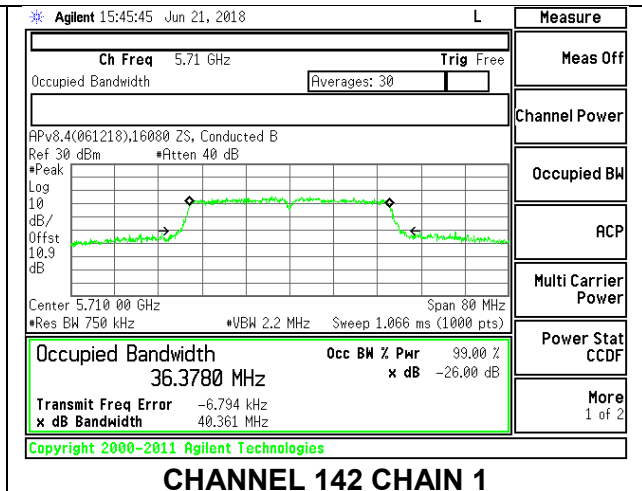 Agilent 15:45:45 Jun 21, 2018 L Measure
Ch Freq 5.71 GHz Trig Free
Meas Off
Occupied Bandwidth Averages: 30
Channel Power
APv8.4(061218),16080 ZS, Conducted B
Ref 30 dBm #Atten 40 dB
#Peak
Log
10
dB/
Offst
10.9
dB
Occupied BW
ACP
Multi Carrier
Power
Center 5.710 00 GHz Span 80 MHz
#Res BW 750 kHz #VBW 2.2 MHz Sweep 1.066 ms (1000 pts)
Power Stat
CCDF
Occupied Bandwidth Occ BW % Pwr 99.00 %
36.3780 MHz x dB -26.00 dB
Transmit Freq Error -6.794 kHz
x dB Bandwidth 40.361 MHz
More
1 of 2
Copyright 2000-2011 Agilent Technologies
CHANNEL 142 CHAIN 1